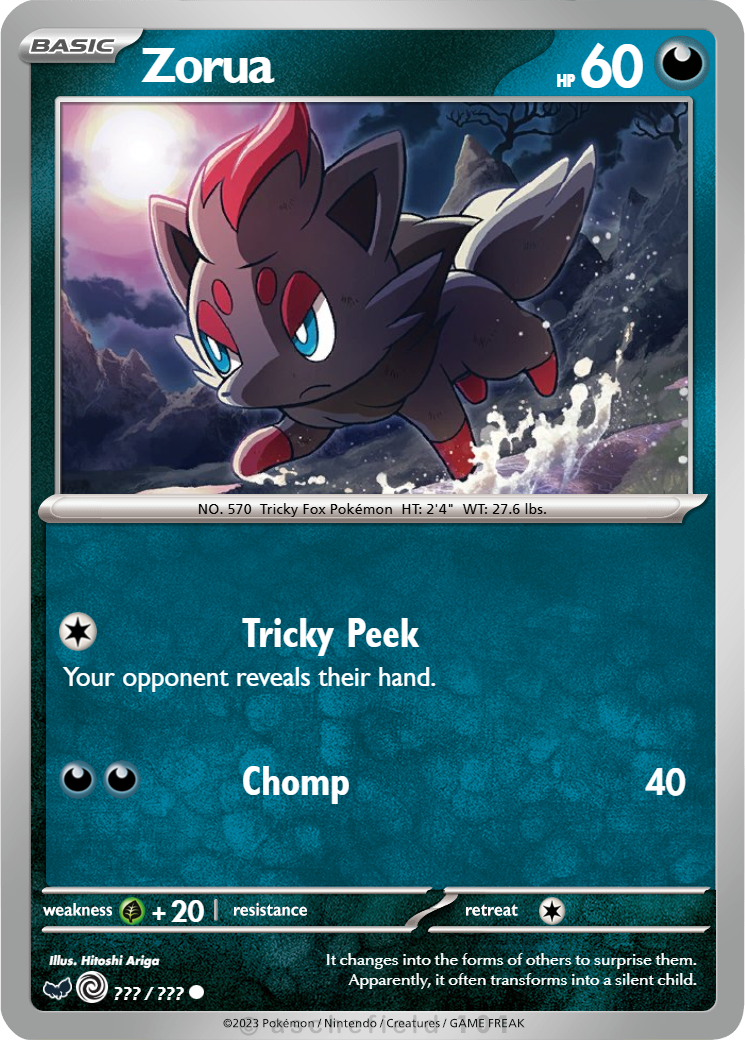 BASIC
Zorua
HP 60
NO. 570 Tricky Fox Pokémon HT: 2'4" WT: 27.6 lbs.
Tricky Peek
Your opponent reveals their hand.
Chomp 40
weakness + 20 resistance retreat
Illus. Hitoshi Ariga
It changes into the forms of others to surprise them.
Apparently, it often transforms into a silent child.
??? / ???
©2023 Pokémon / Nintendo / Creatures / GAME FREAK